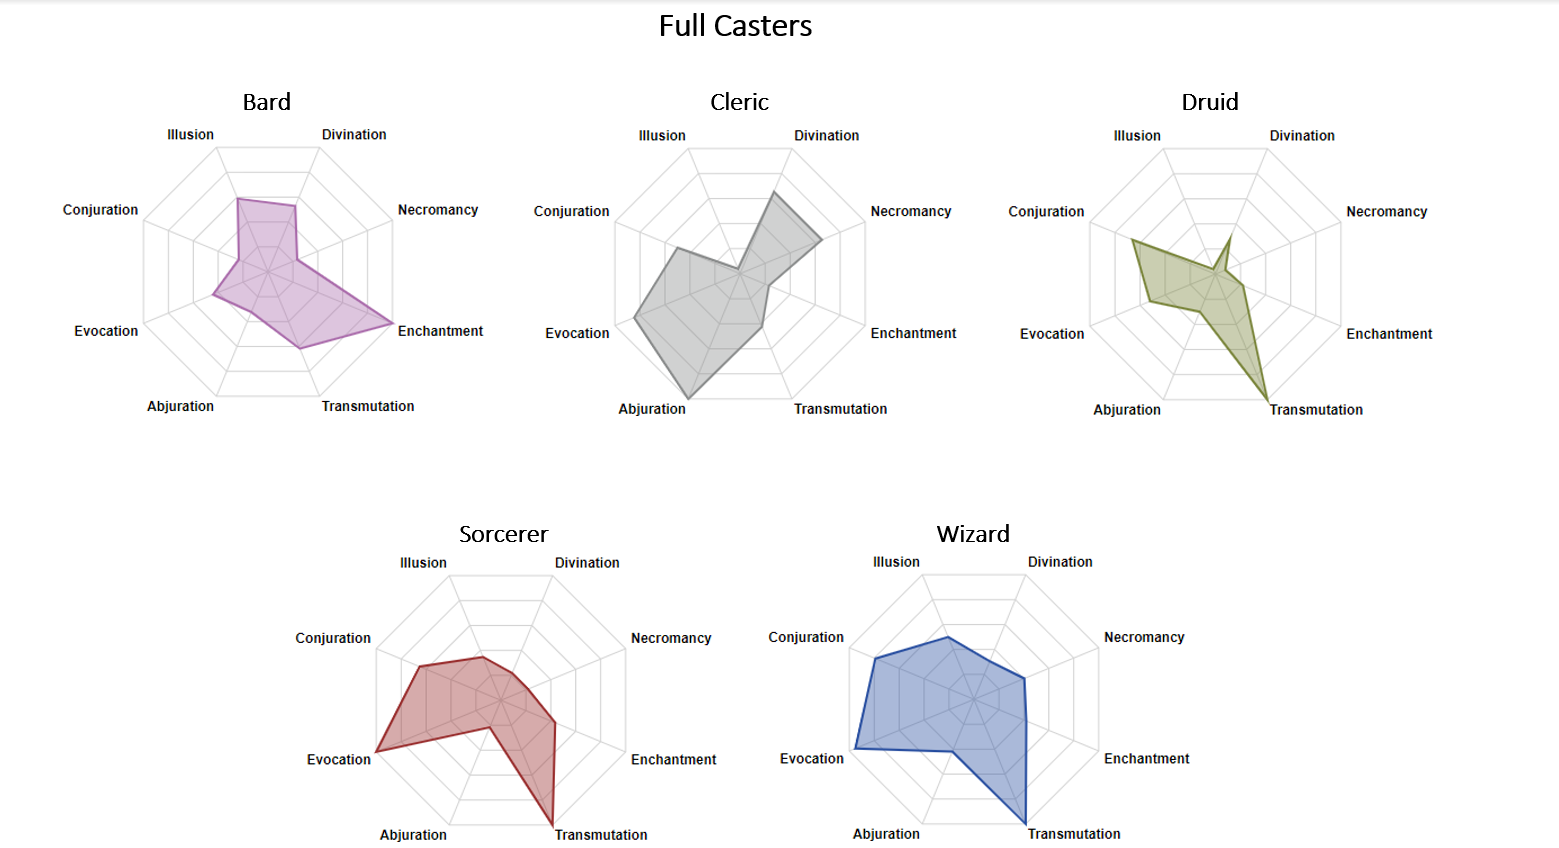 Full Casters
Bard
Illusion
Divination
Conjuration
Necromancy
Evocation
Enchantment
Abjuration
Transmutation
Cleric
Illusion
Divination
Conjuration
Necromancy
Evocation
Enchantment
Abjuration
Transmutation
Druid
Illusion
Divination
Conjuration
Necromancy
Evocation
Enchantment
Abjuration
Transmutation
Sorcerer
Illusion
Divination
Conjuration
Necromancy
Evocation
Enchantment
Abjuration
Transmutation
Wizard
Illusion
Divination
Conjuration
Necromancy
Evocation
Enchantment
Abjuration
Transmutation